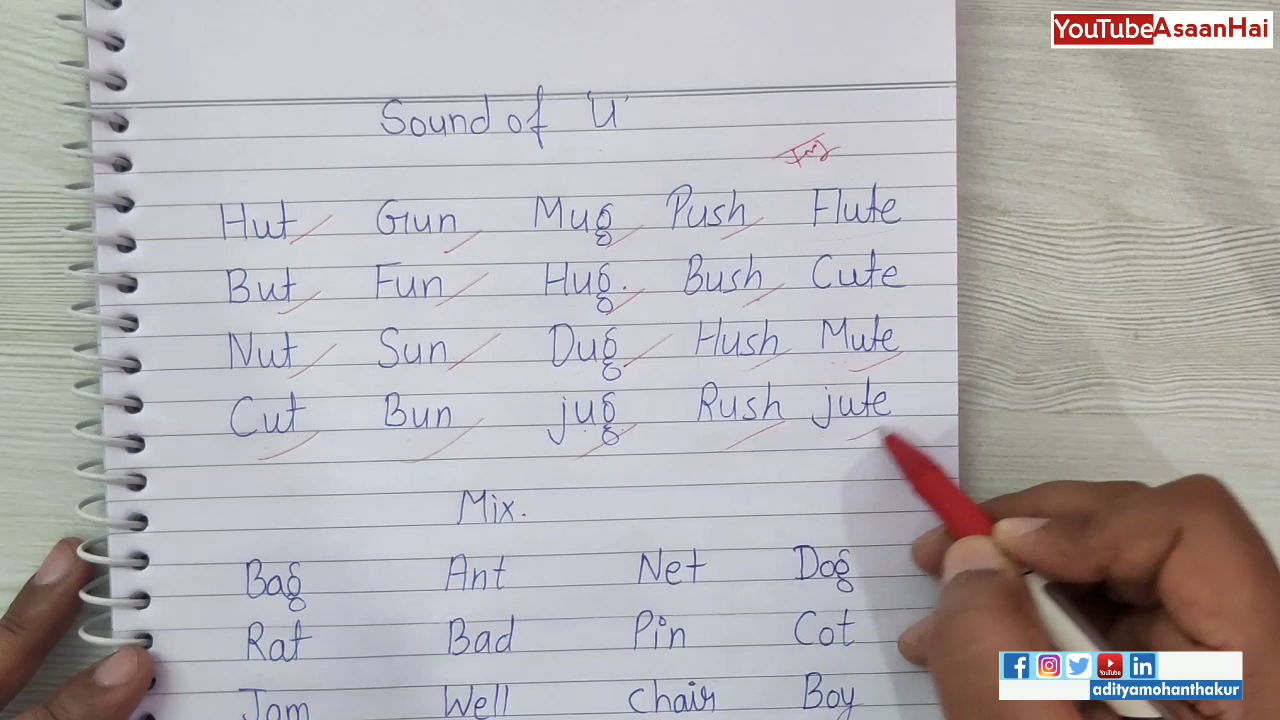 YouTubeAsaanHai
Sound of 'U'
Hut Gun Mug Push Flute
But Fun Hug. Bush Cute
Nut Sun Dug Hush Mute
Cut Bun jug Rush jute
Mix.
Bag Ant Net Dog
Rat Bad Pin Cot
Jam Well Chair Boy
YouTube
adityamohanthakur